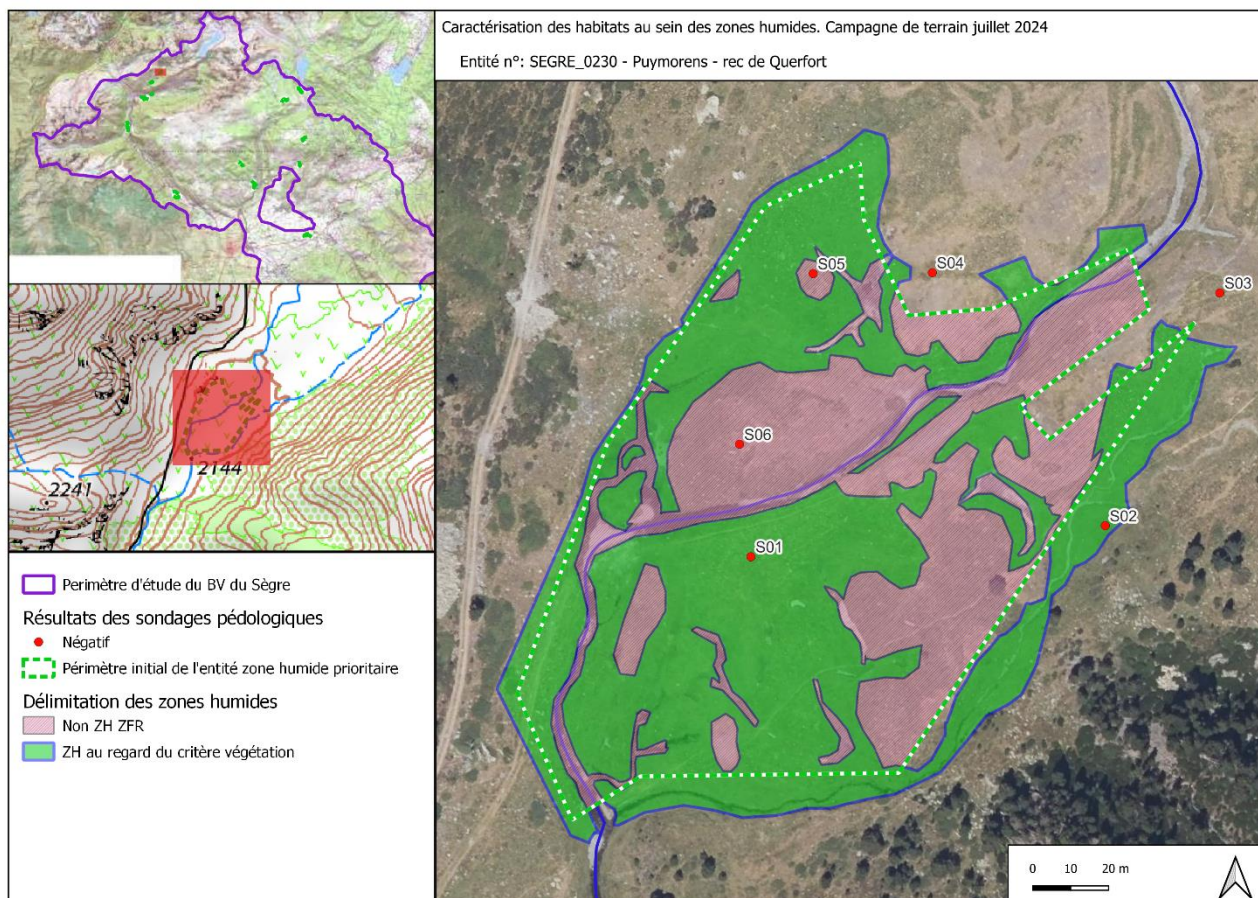 Caractérisation des habitats au sein des zones humides. Campagne de terrain juillet 2024
Entité n°: SEGRE_0230 - Puymorens - rec de Querfort
S05
S04
S03
S06
S02
S01
2144
2241
Perimètre d'étude du BV du Sègre
Résultats des sondages pédologiques
Négatif
Périmètre initial de l'entité zone humide prioritaire
Délimitation des zones humides
Non ZH ZFR
ZH au regard du critère végétation
0 10 20 m